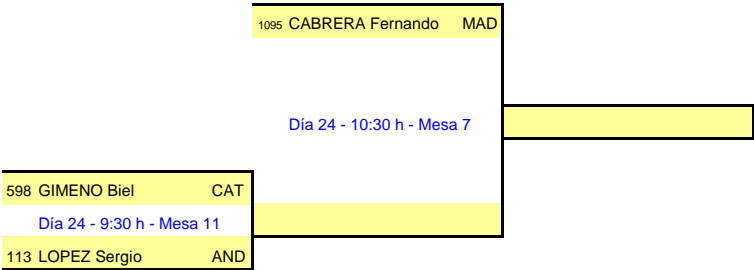 1095 CABRERA Fernando MAD
Día 24 - 10:30 h - Mesa 7
598 GIMENO Biel CAT
Día 24 - 9:30 h - Mesa 11
113 LOPEZ Sergio AND